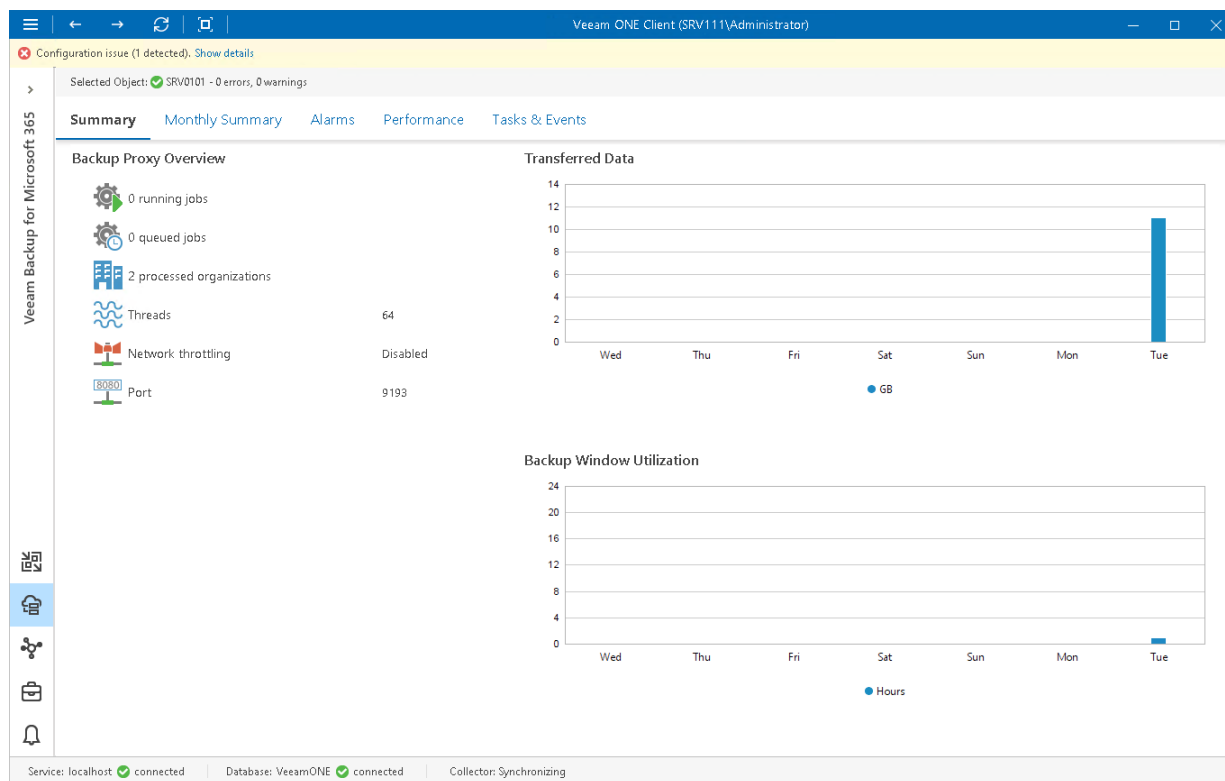 Veeam ONE Client (SRV111\Administrator)
Configuration issue (1 detected). Show details
Selected Object: SRV0101 - 0 errors, 0 warnings
Veeam Backup for Microsoft 365
Summary Monthly Summary Alarms Performance Tasks & Events
Backup Proxy Overview
0 running jobs
0 queued jobs
2 processed organizations
Threads 64
Network throttling Disabled
8080
Port 9193
Transferred Data
14
12
10
8
6
4
2
0
Wed Thu Fri Sat Sun Mon Tue
GB
Backup Window Utilization
24
20
16
12
8
4
0
Wed Thu Fri Sat Sun Mon Tue
Hours
Service: localhost connected Database: VeeamONE connected Collector: Synchronizing